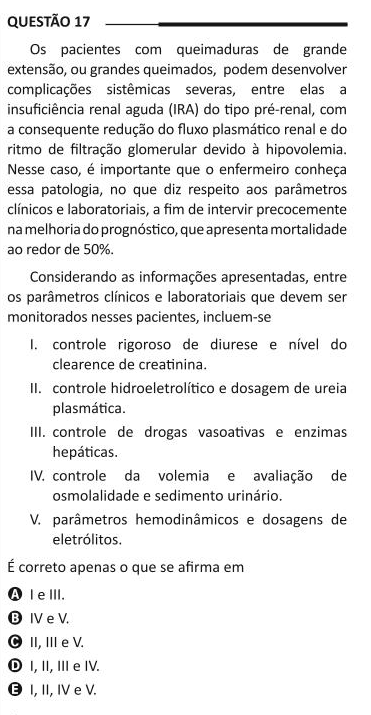 QUESTÃO 17
Os pacientes com queimaduras de grande
extensão, ou grandes queimados, podem desenvolver
complicações sistêmicas severas, entre elas a
insuficiência renal aguda (IRA) do tipo pré-renal, com
a consequente redução do fluxo plasmático renal e do
ritmo de filtração glomerular devido à hipovolemia.
Nesse caso, é importante que o enfermeiro conheça
essa patologia, no que diz respeito aos parâmetros
clínicos e laboratoriais, a fim de intervir precocemente
na melhoria do prognóstico, que apresenta mortalidade
ao redor de 50%.
Considerando as informações apresentadas, entre
os parâmetros clínicos e laboratoriais que devem ser
monitorados nesses pacientes, incluem-se
I. controle rigoroso de diurese e nível do
clearence de creatinina.
II. controle hidroeletrolítico e dosagem de ureia
plasmática.
III. controle de drogas vasoativas e enzimas
hepáticas.
IV. controle da volemia e avaliação de
osmolalidade e sedimento urinário.
V. parâmetros hemodinâmicos e dosagens de
eletrólitos.
É correto apenas o que se afirma em
A I e III.
B IV e V.
C II, III e V.
D I, II, III e IV.
E I, II, IV e V.